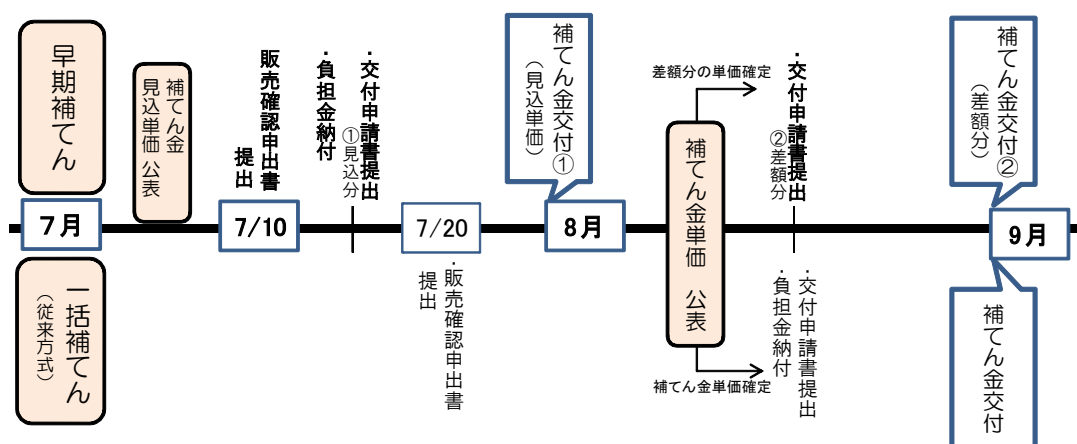 早期補てん
補てん金
見込単価 公表
販売確認申出書
提出
・交付申請書提出
①見込分
・負担金納付
補てん金交付①
（見込単価）
差額分の単価確定
・交付申請書提出
②差額分
補てん金交付②
（差額分）
7月
7/10
7/20
8月
補てん金単価 公表
9月
一括補てん
（従来方式）
・販売確認申出書
提出
補てん金単価確定
・交付申請書提出
・負担金納付
補てん金交付